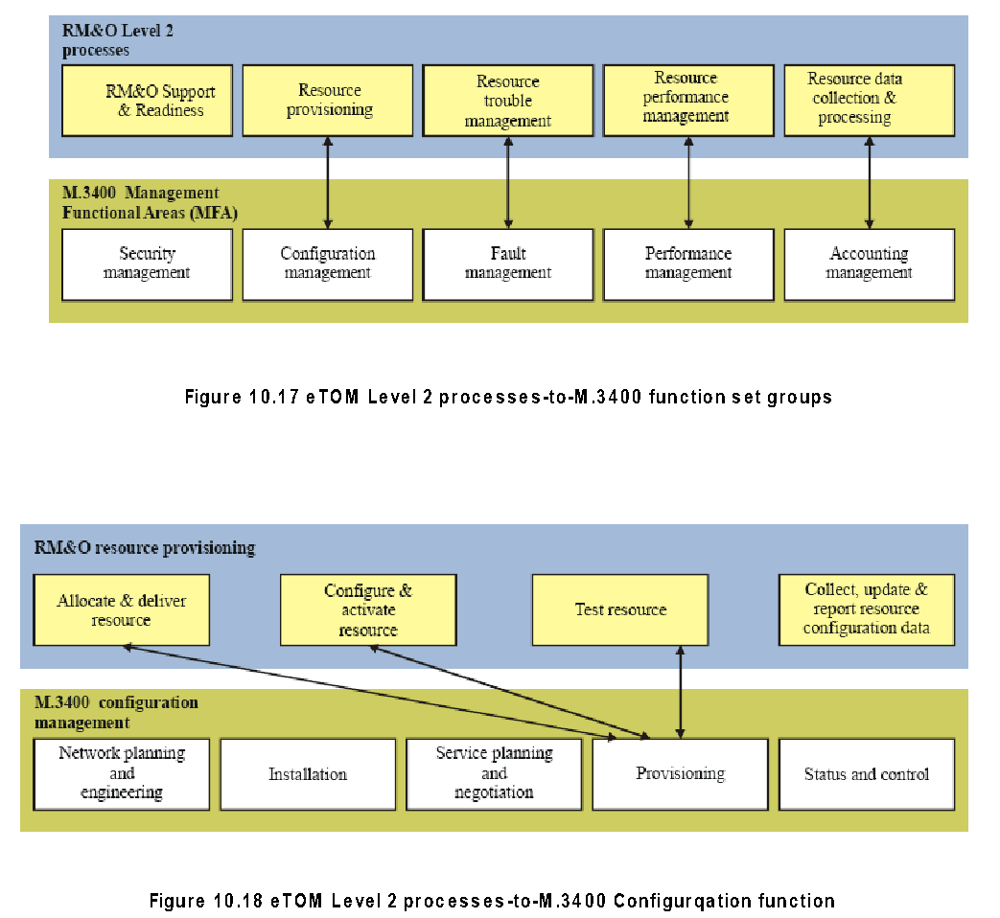 RM&O Level 2
processes
RM&O Support
& Readiness
Resource
provisioning
Resource
trouble
management
Resource
performance
management
Resource data
collection &
processing
M.3400 Management
Functional Areas (MFA)
Security
management
Configuration
management
Fault
management
Performance
management
Accounting
management
Figure 10.17 eTOM Level 2 processes-to-M.3400 function set groups
RM&O resource provisioning
Allocate & deliver
resource
Configure &
activate
resource
Test resource
Collect, update &
report resource
configuration data
M.3400 configuration
management
Network planning
and
engineering
Installation
Service planning
and
negotiation
Provisioning
Status and control
Figure 10.18 eTOM Level 2 processes-to-M.3400 Configurqation function